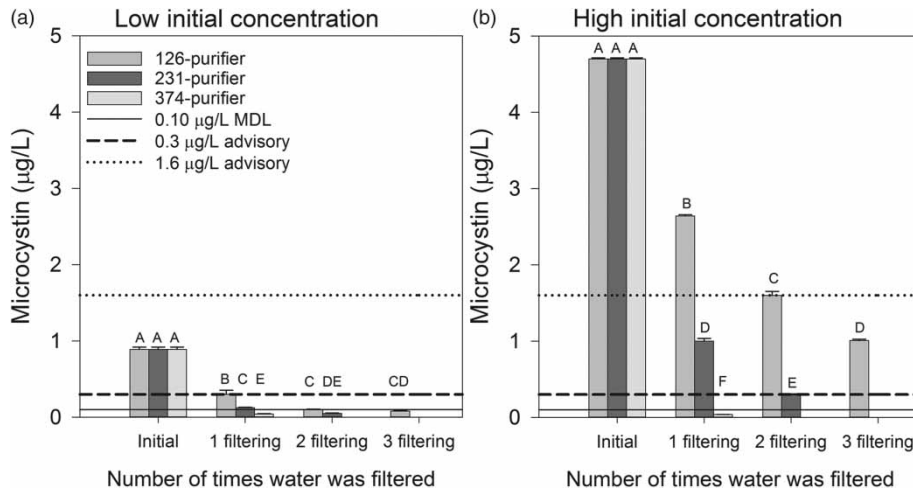 (a) Low initial concentration
5
4
3
2
1
0
Microcystin (µg/L)
126-purifier
231-purifier
374-purifier
0.10 µg/L MDL
0.3 µg/L advisory
1.6 µg/L advisory
A A A
B C E
C DE
CD
Initial 1 filtering 2 filtering 3 filtering
Number of times water was filtered
(b) High initial concentration
5
4
3
2
1
0
Microcystin (µg/L)
A A A
B
D
F
C
E
D
Initial 1 filtering 2 filtering 3 filtering
Number of times water was filtered